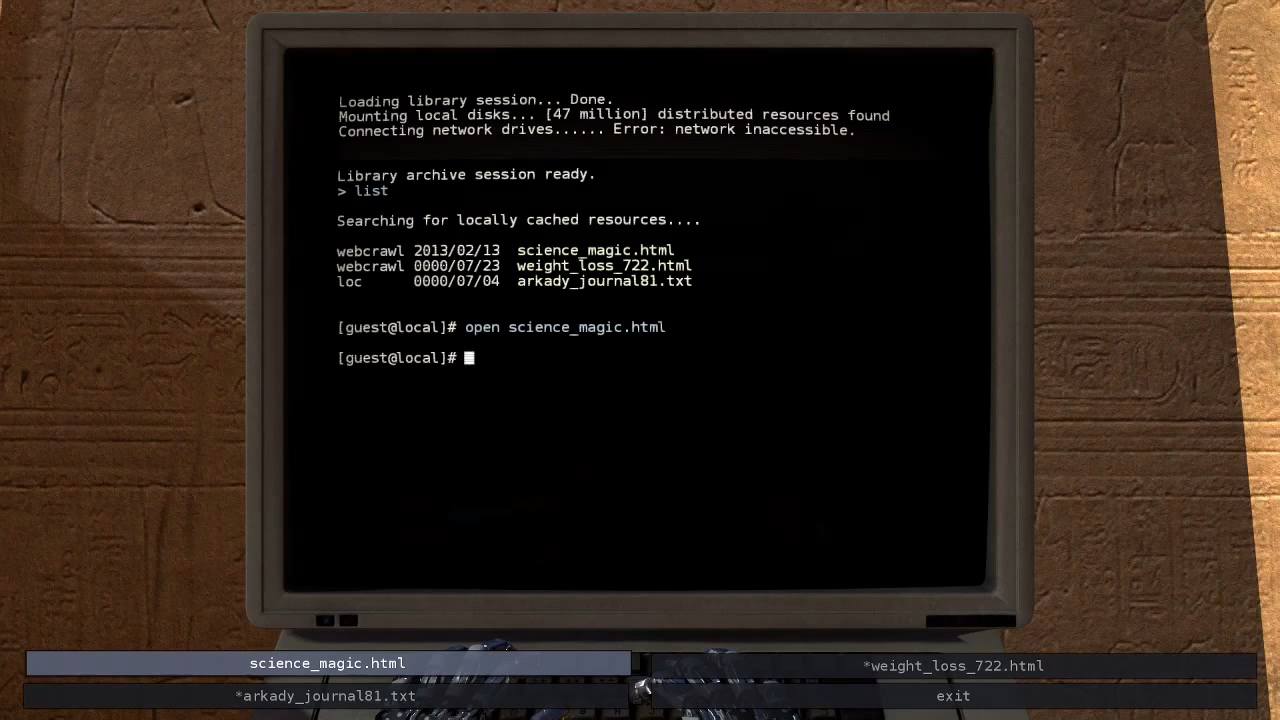 Loading library session... Done.
Mounting local disks... [47 million] distributed resources found
Connecting network drives...... Error: network inaccessible.
Library archive session ready.
> list
Searching for locally cached resources....
webcrawl 2013/02/13 science_magic.html
webcrawl 0000/07/23 weight_loss_722.html
loc 0000/07/04 arkady_journal81.txt
[guest@local]# open science_magic.html
[guest@local]#
science_magic.html
*weight_loss_722.html
*arkady_journal81.txt
exit